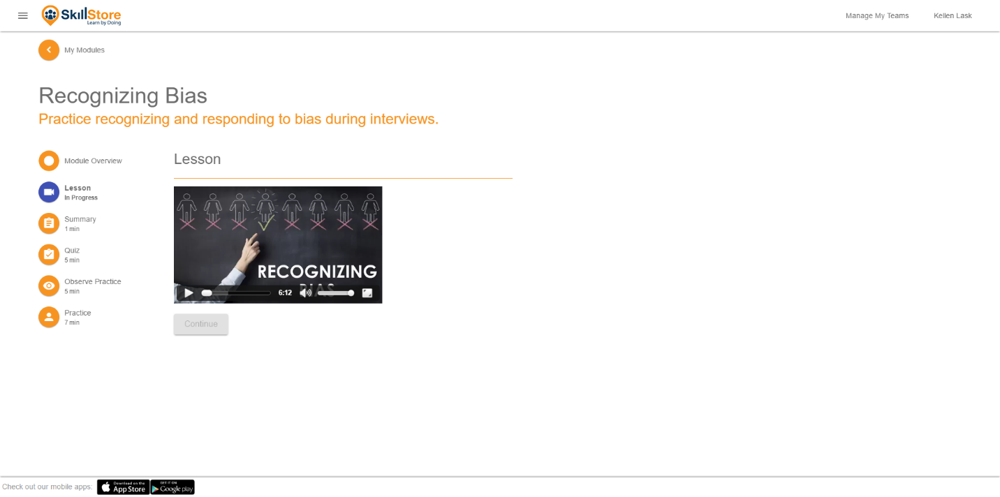 SkillStore
Learn by Doing
Manage My Teams
Kellen Lask
My Modules
Recognizing Bias
Practice recognizing and responding to bias during interviews.
Module Overview
Lesson
In Progress
Summary
1 min
Quiz
5 min
Observe Practice
5 min
Practice
7 min
Lesson
RECOGNIZING
BIAS
6:12
Continue
Check out our mobile apps:
Download on the
App Store
GET IT ON
Google play